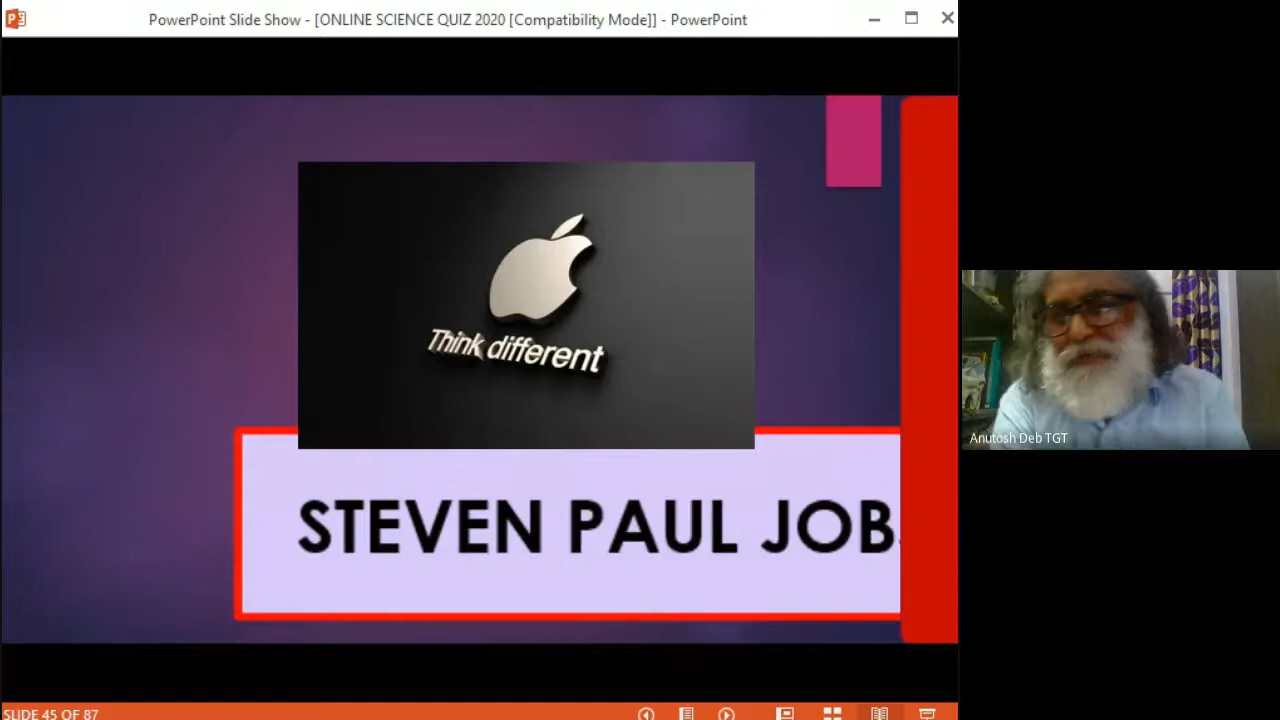 PowerPoint Slide Show - [ONLINE SCIENCE QUIZ 2020 [Compatibility Mode]] - PowerPoint
Think different
STEVEN PAUL JOB
Anutosh Deb TGT
SLIDE 45 OF 87